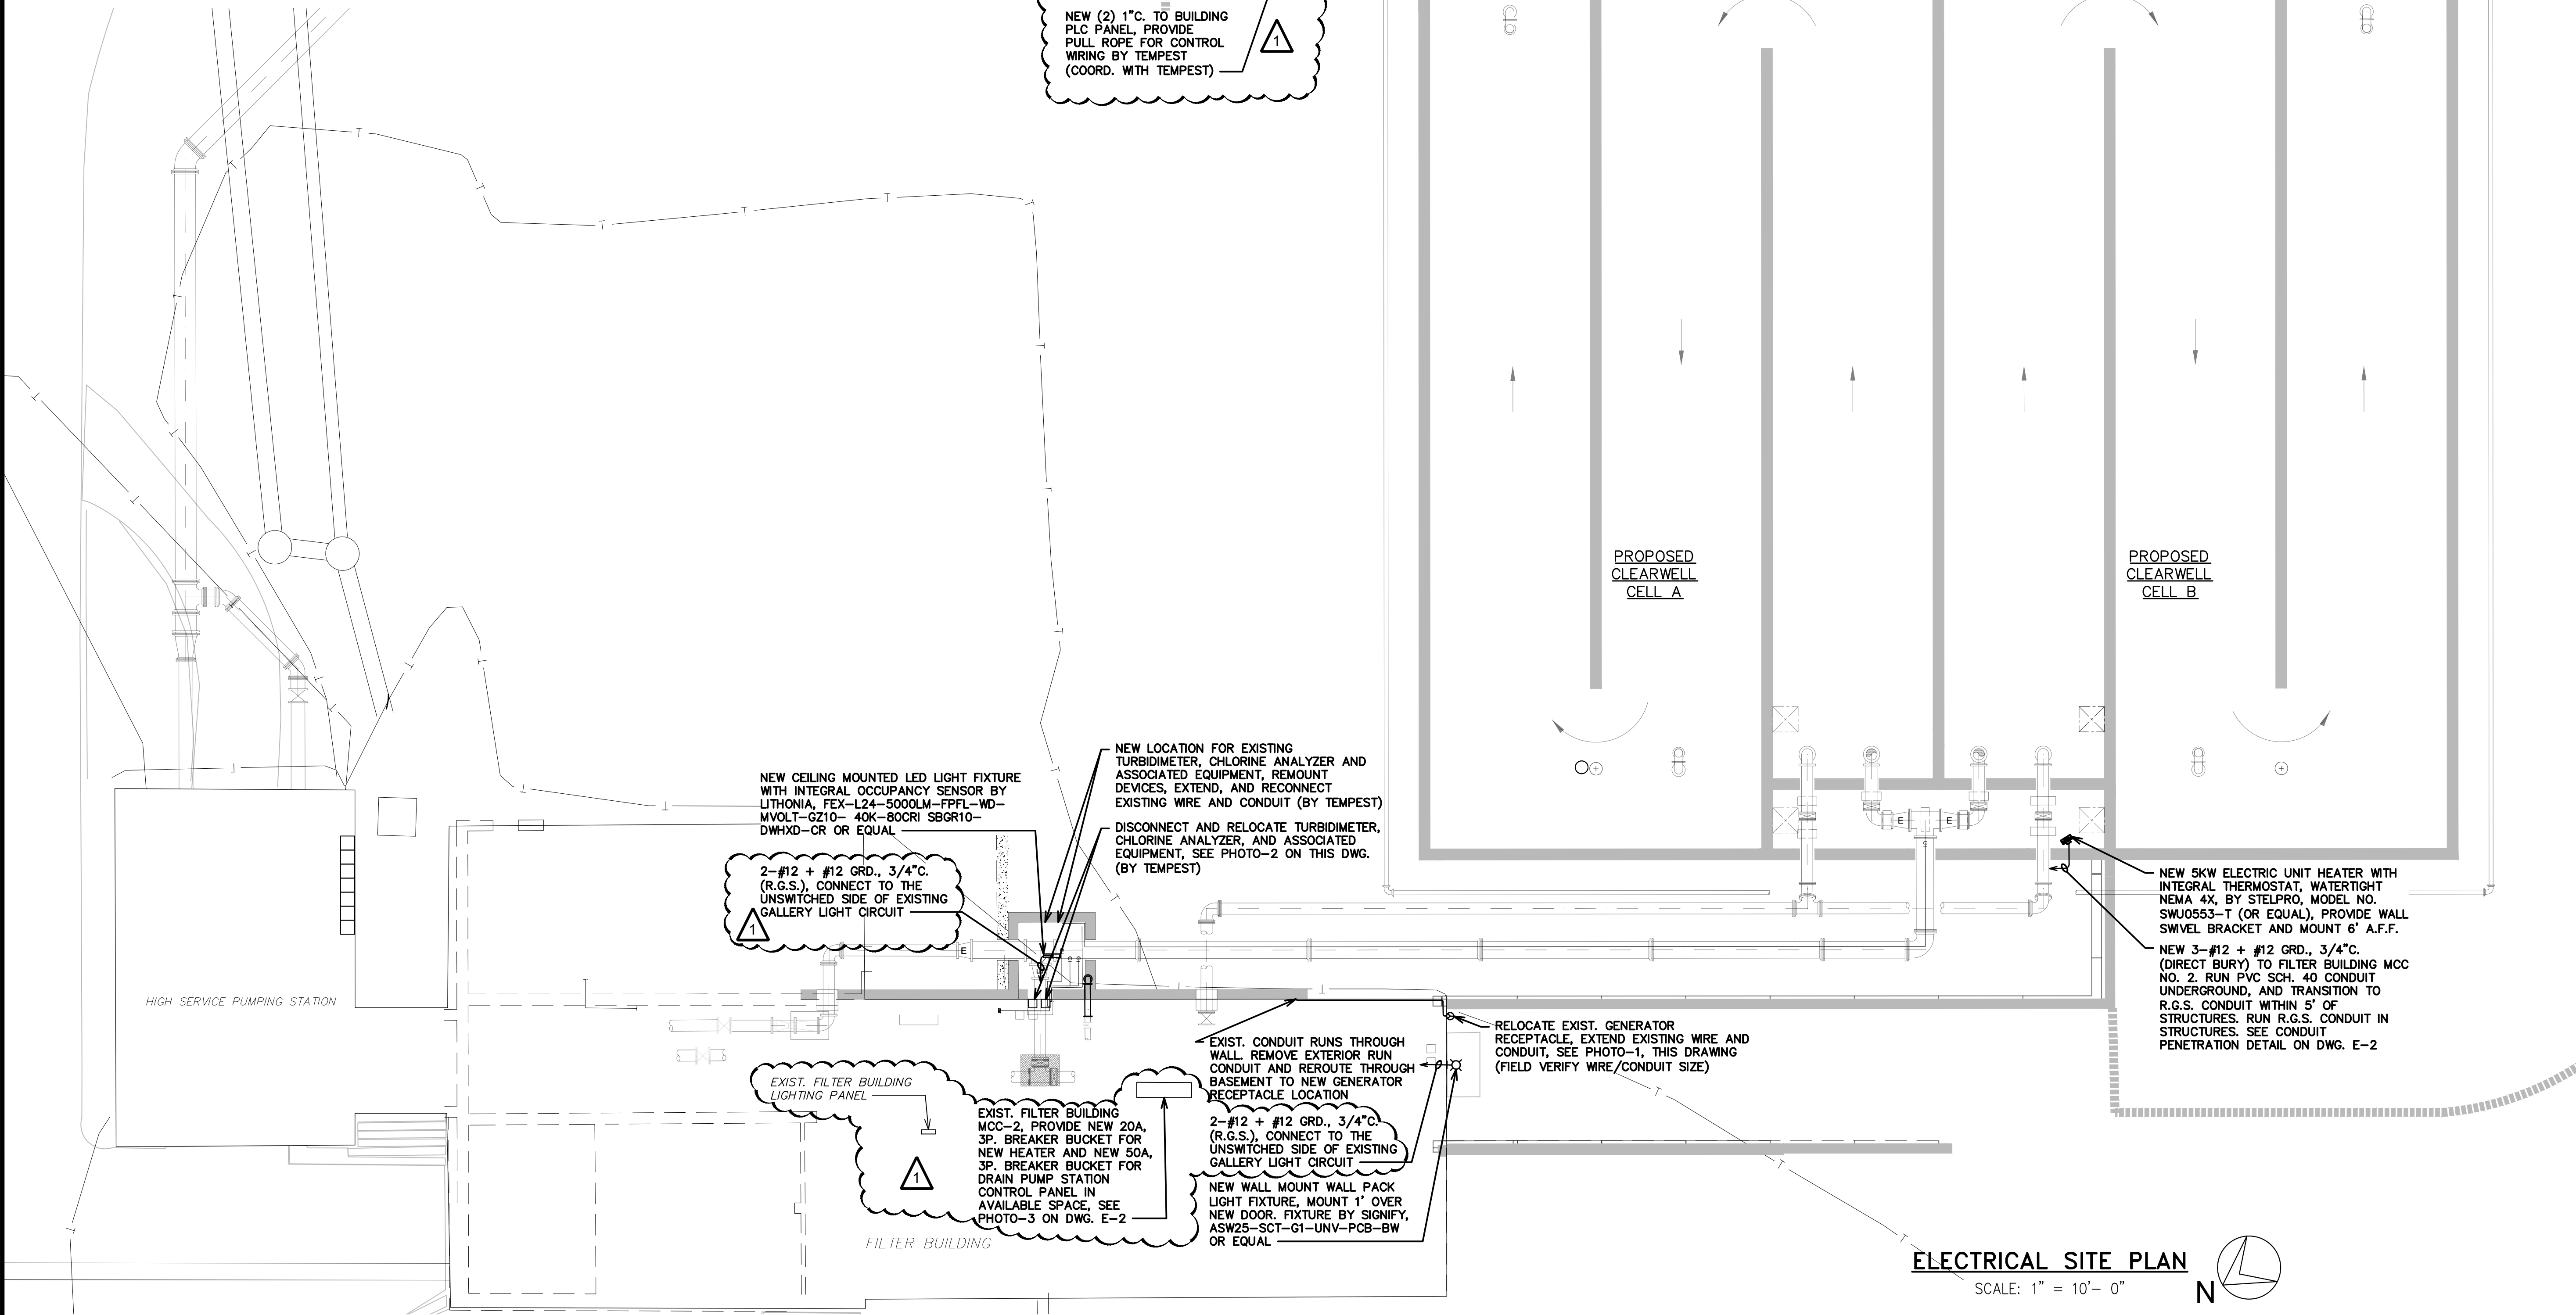 NEW (2) 1"C. TO BUILDING
PLC PANEL, PROVIDE
PULL ROPE FOR CONTROL
WIRING BY TEMPEST
(COORD. WITH TEMPEST)
1
PROPOSED
CLEARWELL
CELL A
PROPOSED
CLEARWELL
CELL B
NEW CEILING MOUNTED LED LIGHT FIXTURE
WITH INTEGRAL OCCUPANCY SENSOR BY
LITHONIA, FEX-L24-5000LM-FPFL-WD-
MVOLT-GZ10- 40K-80CRI SBGR10-
DWHXD-CR OR EQUAL
NEW LOCATION FOR EXISTING
TURBIDIMETER, CHLORINE ANALYZER AND
ASSOCIATED EQUIPMENT, REMOUNT
DEVICES, EXTEND, AND RECONNECT
EXISTING WIRE AND CONDUIT (BY TEMPEST)
DISCONNECT AND RELOCATE TURBIDIMETER,
CHLORINE ANALYZER, AND ASSOCIATED
EQUIPMENT, SEE PHOTO-2 ON THIS DWG.
(BY TEMPEST)
2-#12 + #12 GRD., 3/4"C.
(R.G.S.), CONNECT TO THE
UNSWITCHED SIDE OF EXISTING
GALLERY LIGHT CIRCUIT
1
E
E
E
NEW 5KW ELECTRIC UNIT HEATER WITH
INTEGRAL THERMOSTAT, WATERTIGHT
NEMA 4X, BY STELPRO, MODEL NO.
SWU0553-T (OR EQUAL), PROVIDE WALL
SWIVEL BRACKET AND MOUNT 6' A.F.F.
NEW 3-#12 + #12 GRD., 3/4"C.
(DIRECT BURY) TO FILTER BUILDING MCC
NO. 2. RUN PVC SCH. 40 CONDUIT
UNDERGROUND, AND TRANSITION TO
R.G.S. CONDUIT WITHIN 5' OF
STRUCTURES. RUN R.G.S. CONDUIT IN
STRUCTURES. SEE CONDUIT
PENETRATION DETAIL ON DWG. E-2
HIGH SERVICE PUMPING STATION
RELOCATE EXIST. GENERATOR
RECEPTACLE, EXTEND EXISTING WIRE AND
CONDUIT, SEE PHOTO-1, THIS DRAWING
(FIELD VERIFY WIRE/CONDUIT SIZE)
EXIST. CONDUIT RUNS THROUGH
WALL. REMOVE EXTERIOR RUN
CONDUIT AND REROUTE THROUGH
BASEMENT TO NEW GENERATOR
RECEPTACLE LOCATION
EXIST. FILTER BUILDING
LIGHTING PANEL
EXIST. FILTER BUILDING
MCC-2, PROVIDE NEW 20A,
3P. BREAKER BUCKET FOR
NEW HEATER AND NEW 50A,
3P. BREAKER BUCKET FOR
DRAIN PUMP STATION
CONTROL PANEL IN
AVAILABLE SPACE, SEE
PHOTO-3 ON DWG. E-2
1
2-#12 + #12 GRD., 3/4"C.
(R.G.S.), CONNECT TO THE
UNSWITCHED SIDE OF EXISTING
GALLERY LIGHT CIRCUIT
NEW WALL MOUNT WALL PACK
LIGHT FIXTURE, MOUNT 1' OVER
NEW DOOR. FIXTURE BY SIGNIFY,
ASW25-SCT-G1-UNV-PCB-BW
OR EQUAL
FILTER BUILDING
ELECTRICAL SITE PLAN
SCALE: 1" = 10'- 0"
N